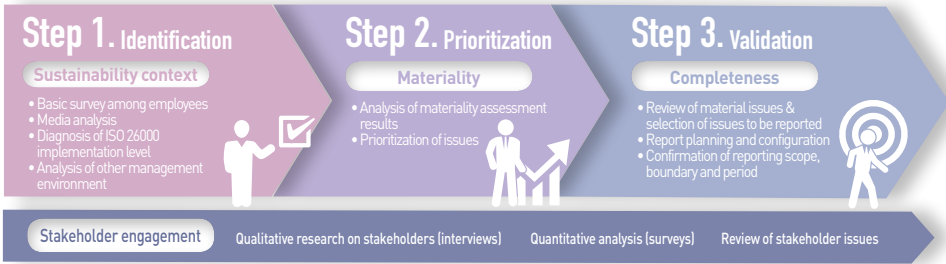 Step 1. Identification
Sustainability context
• Basic survey among employees
• Media analysis
• Diagnosis of ISO 26000
implementation level
• Analysis of other management
environment
Step 2. Prioritization
Materiality
• Analysis of materiality assessment
results
• Prioritization of issues
Step 3. Validation
Completeness
• Review of material issues &
selection of issues to be reported
• Report planning and configuration
• Confirmation of reporting scope,
boundary and period
Stakeholder engagement Qualitative research on stakeholders (interviews) Quantitative analysis (surveys) Review of stakeholder issues